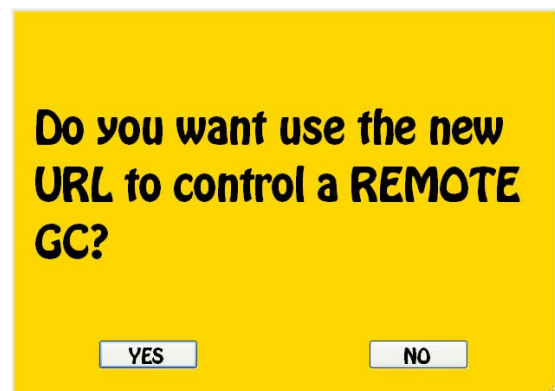 Do you want use the new
URL to control a REMOTE
GC?
YES NO